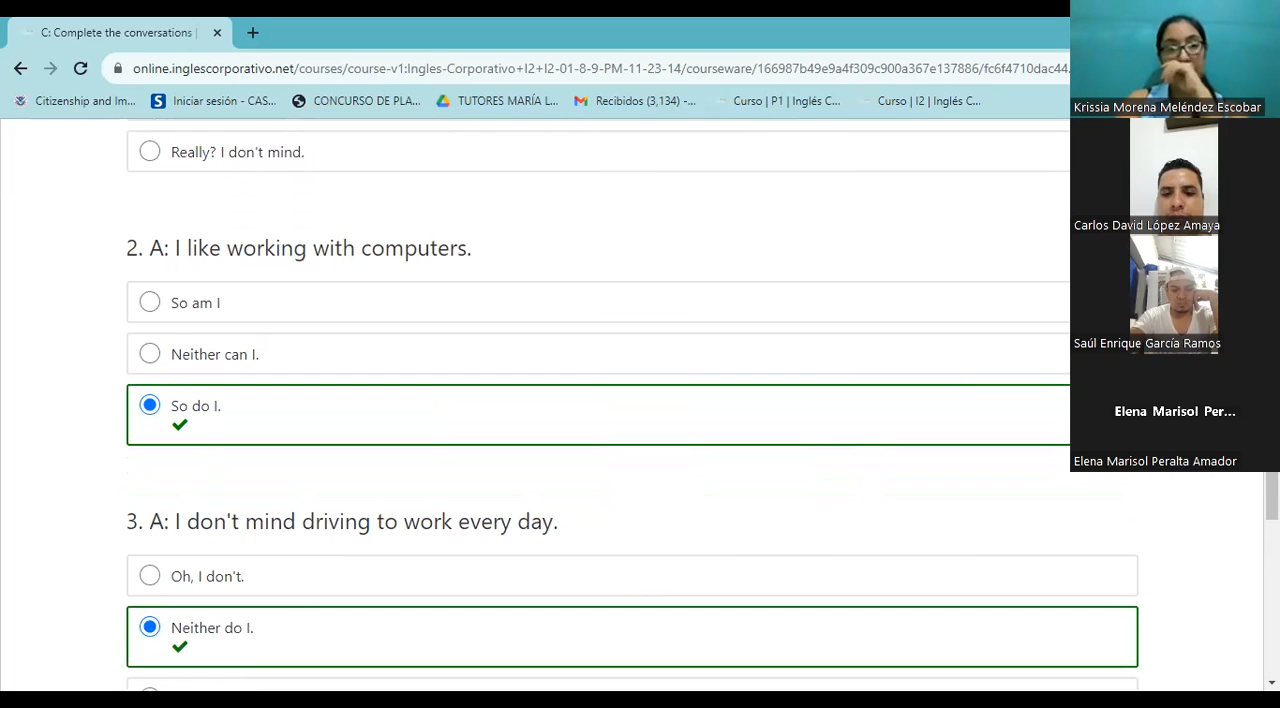 C: Complete the conversations |
online.inglescorporativo.net/courses/course-v1:Ingles-Corporativo+I2+I2-01-8-9-PM-11-23-14/courseware/166987b49e9a4f309c900a367e137886/fc6f4710dac44...
Citizenship and Im... Iniciar sesión - CAS... CONCURSO DE PLA... TUTORES MARÍA L... Recibidos (3,134) -... Curso | P1 | Inglés C... Curso | I2 | Inglés C...
Krissia Morena Meléndez Escobar
Really? I don't mind.
Carlos David López Amaya
2. A: I like working with computers.
So am I
Saúl Enrique García Ramos
Neither can I.
So do I.
Elena Marisol Per...
Elena Marisol Peralta Amador
3. A: I don't mind driving to work every day.
Oh, I don't.
Neither do I.